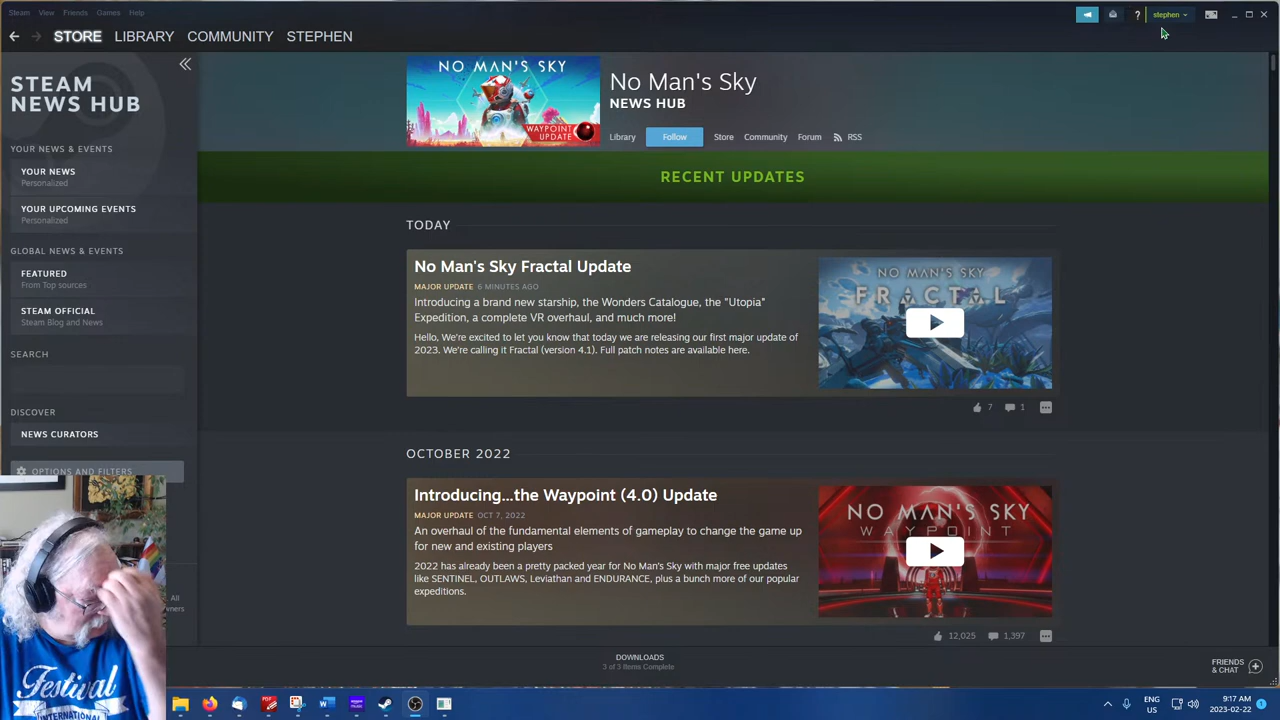 Steam View Friends Games Help
stephen
STORE LIBRARY COMMUNITY STEPHEN
STEAM
NEWS HUB
YOUR NEWS & EVENTS
YOUR NEWS
Personalized
YOUR UPCOMING EVENTS
Personalized
GLOBAL NEWS & EVENTS
FEATURED
From Top sources
STEAM OFFICIAL
Steam Blog and News
SEARCH
DISCOVER
NEWS CURATORS
OPTIONS AND FILTERS
All
NO MAN'S SKY
WAYPOINT
UPDATE
No Man's Sky
NEWS HUB
Library Follow Store Community Forum RSS
RECENT UPDATES
TODAY
No Man's Sky Fractal Update
MAJOR UPDATE 6 MINUTES AGO
Introducing a brand new starship, the Wonders Catalogue, the "Utopia"
Expedition, a complete VR overhaul, and much more!
Hello, We're excited to let you know that today we are releasing our first major update of
2023. We're calling it Fractal (version 4.1). Full patch notes are available here.
NO MAN'S SKY
FRACTAL
7 1
OCTOBER 2022
Introducing...the Waypoint (4.0) Update
MAJOR UPDATE OCT 7, 2022
An overhaul of the fundamental elements of gameplay to change the game up
for new and existing players
2022 has already been a pretty packed year for No Man's Sky with major free updates
like SENTINEL, OUTLAWS, Leviathan and ENDURANCE, plus a bunch more of our popular
expeditions.
NO MAN'S SKY
WAYPOINT
12,025 1,397
DOWNLOADS
3 of 3 Items Complete
FRIENDS
& CHAT
Festival
INTERNATIONAL
ENG
US
9:17 AM
2023-02-22